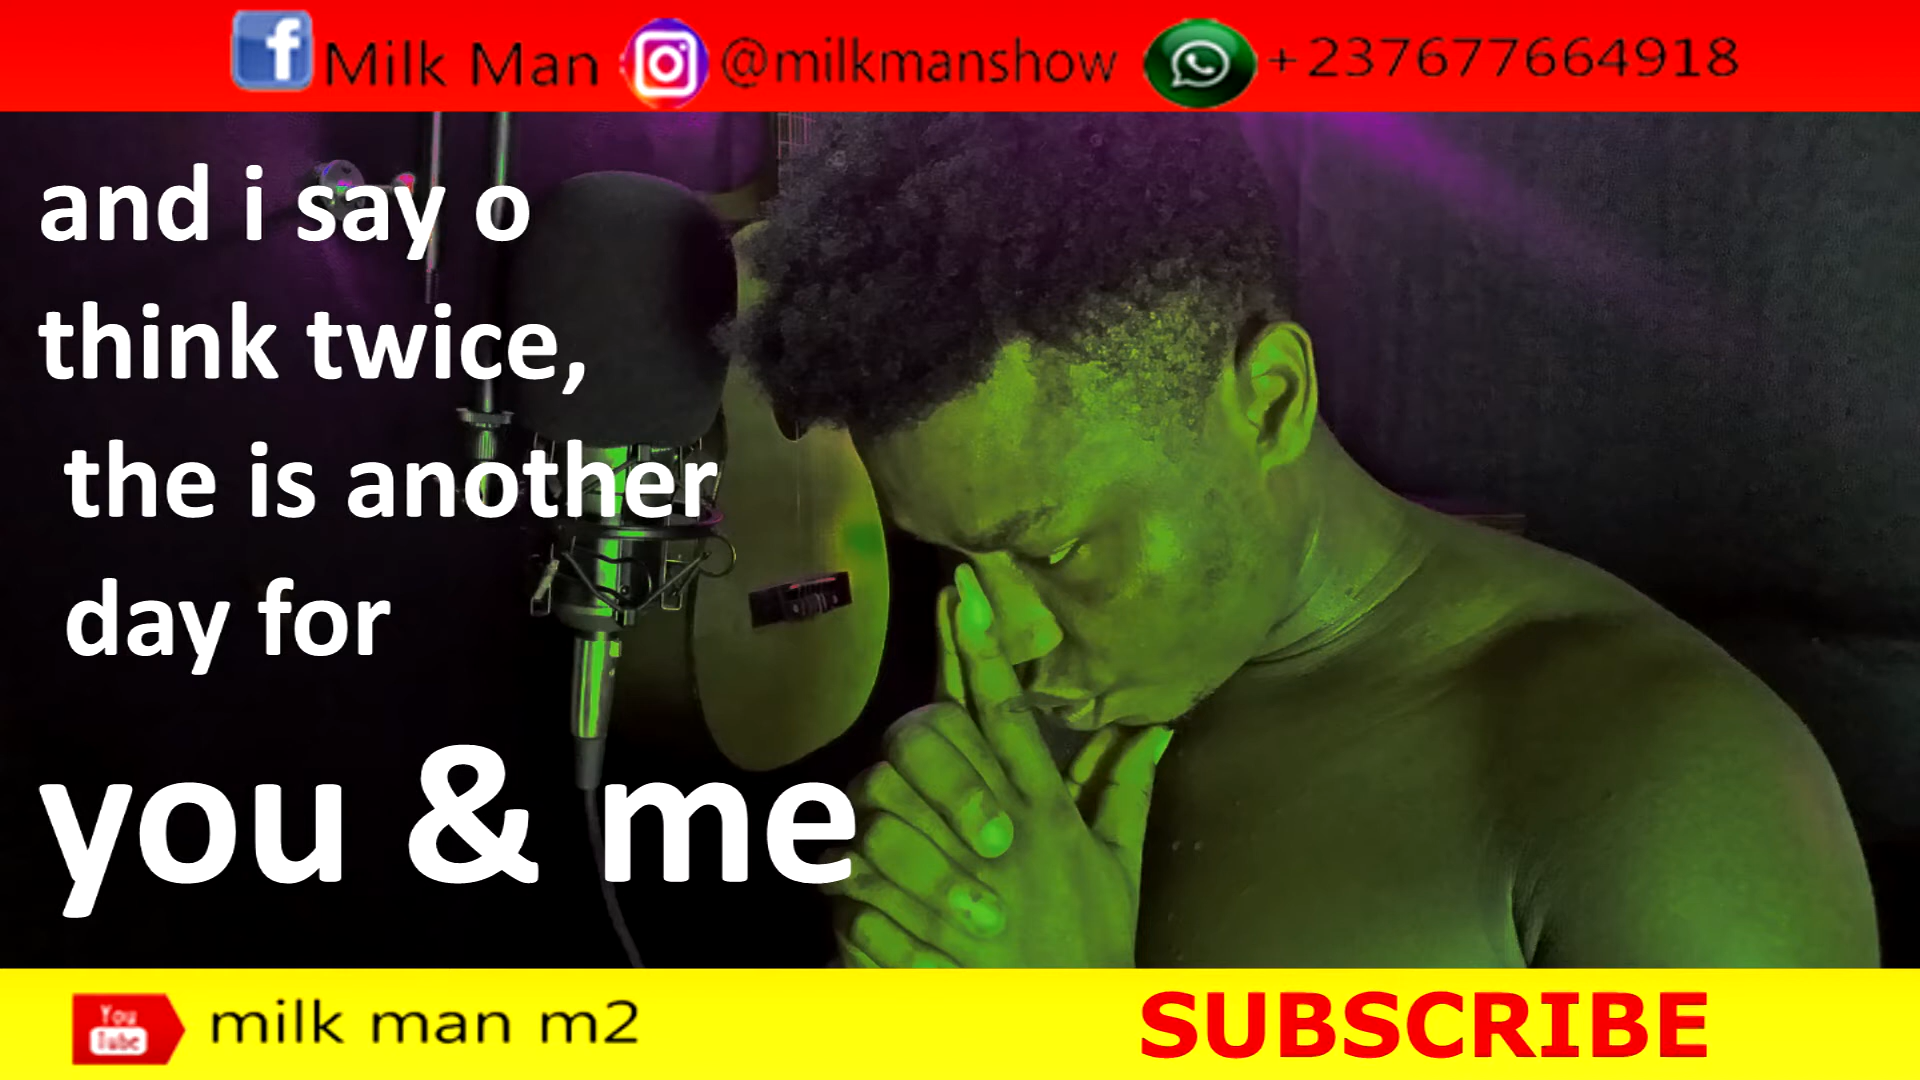 Milk Man @milkmanshow +237677664918
and i say o
think twice,
the is another
day for
you & me
You
Tube
milk man m2
SUBSCRIBE